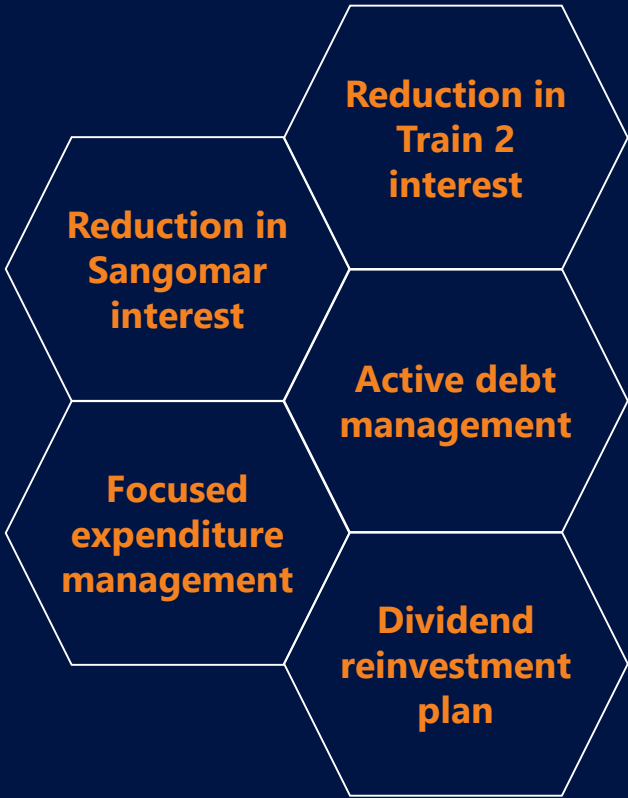 Reduction in
Train 2
interest
Reduction in
Sangomar
interest
Active debt
management
Focused
expenditure
management
Dividend
reinvestment
plan